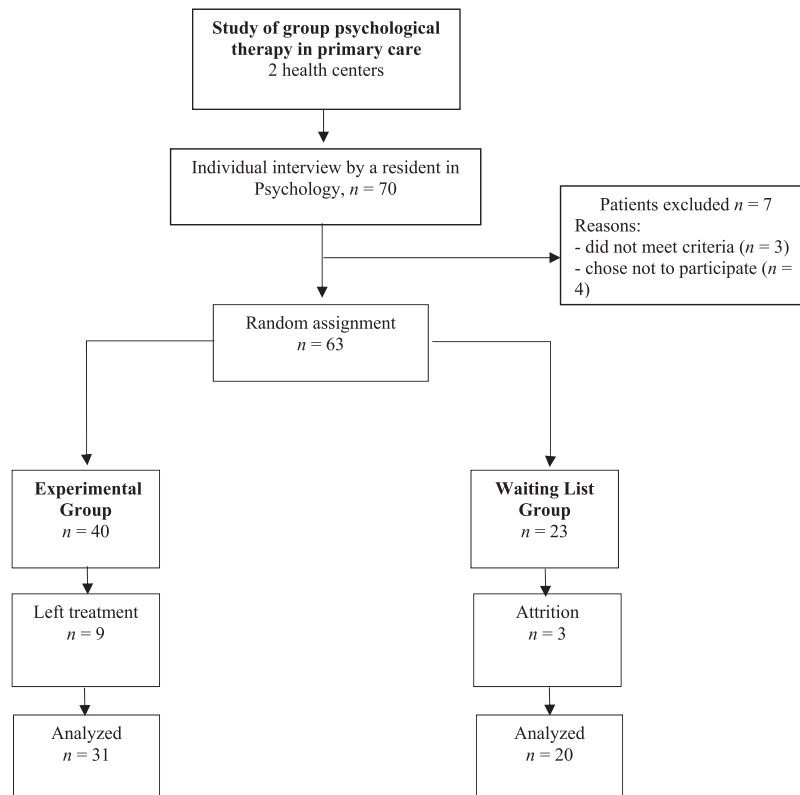 Study of group psychological
therapy in primary care
2 health centers
Individual interview by a resident in
Psychology, n = 70
Patients excluded n = 7
Reasons:
- did not meet criteria (n = 3)
- chose not to participate (n =
4)
Random assignment
n = 63
Experimental
Group
n = 40
Waiting List
Group
n = 23
Left treatment
n = 9
Attrition
n = 3
Analyzed
n = 31
Analyzed
n = 20